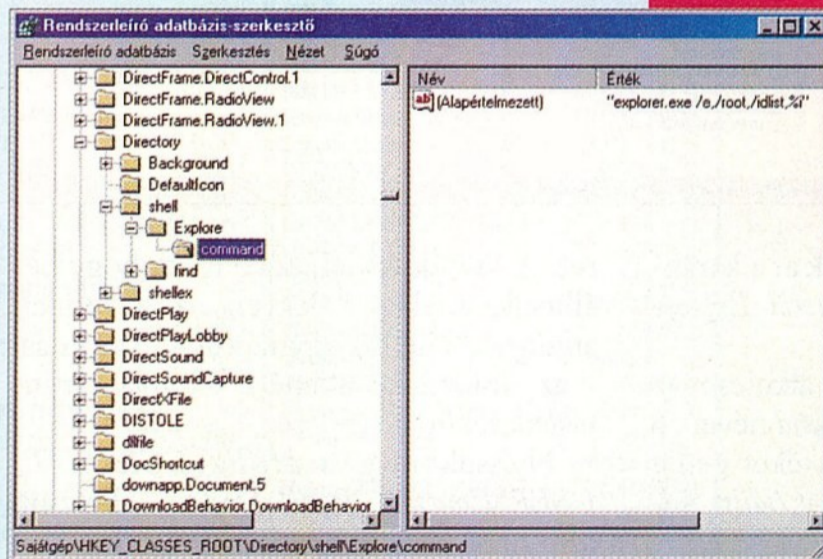 Rendszerleíró adatbázis-szerkesztő
Rendszerleíró adatbázis Szerkesztés Nézet Súgó
DirectFrame.DirectControl.1
DirectFrame.RadioView
DirectFrame.RadioView.1
Directory
Background
DefaultIcon
shell
Explore
command
find
shellex
DirectPlay
DirectPlayLobby
DirectSound
DirectSoundCapture
DirectXFile
DISTOLE
dllfile
DocShortcut
downapp.Document.5
DownloadBehavior.DownloadBehavior
Név Érték
(Alapértelmezett) "explorer.exe /e,/root,/idlist,%i"
Sajátgép\HKEY_CLASSES_ROOT\Directory\shell\Explore\command